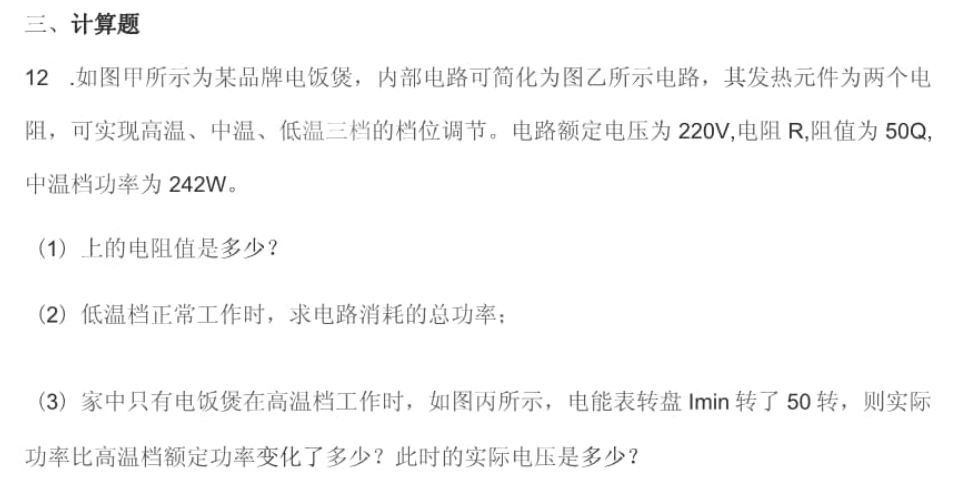 三、计算题
12 .如图甲所示为某品牌电饭煲，内部电路可简化为图乙所示电路，其发热元件为两个电
阻，可实现高温、中温、低温三档的档位调节。电路额定电压为 220V,电阻 R,阻值为 50Q,
中温档功率为 242W。
（1）上的电阻值是多少？
（2）低温档正常工作时，求电路消耗的总功率；
（3）家中只有电饭煲在高温档工作时，如图丙所示，电能表转盘 Imin 转了 50 转，则实际
功率比高温档额定功率变化了多少？此时的实际电压是多少？